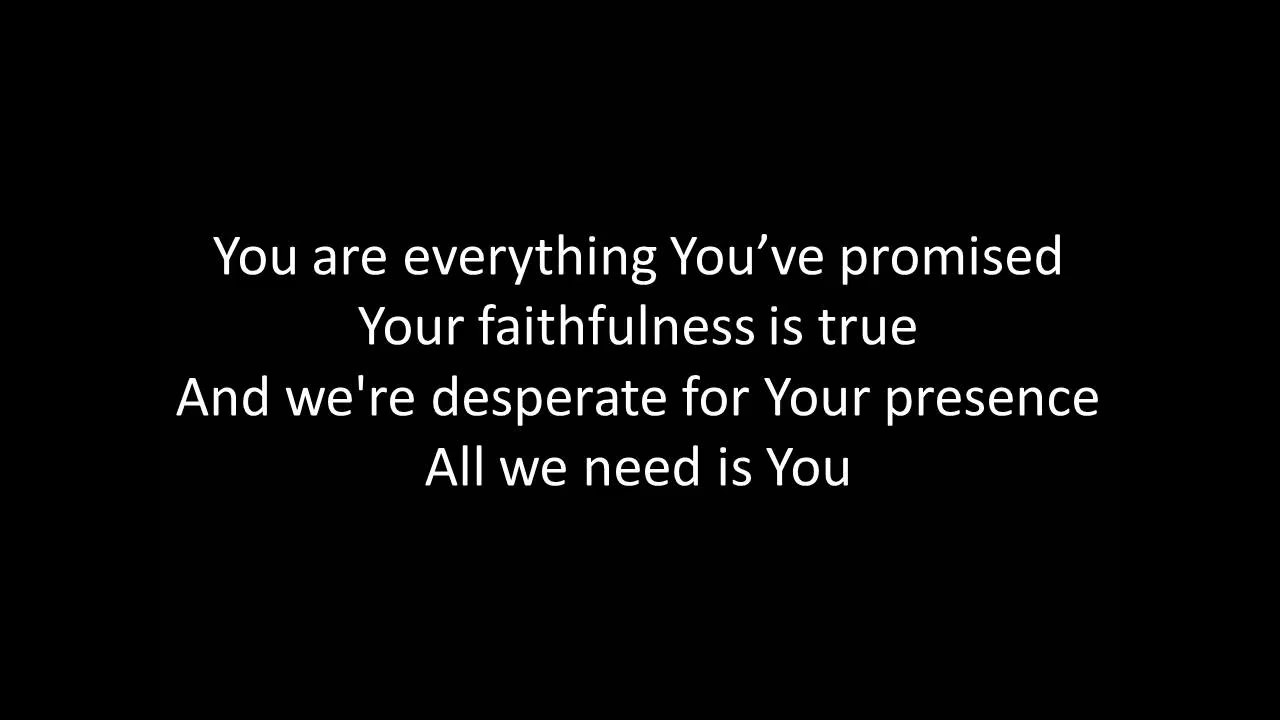 You are everything You’ve promised
Your faithfulness is true
And we're desperate for Your presence
All we need is You